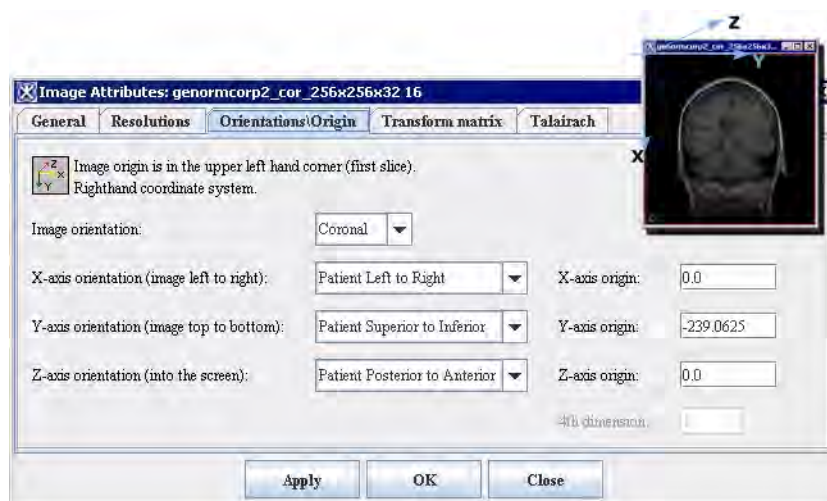 Z
genormcorp2_cor_256x256x3...
Y
X
Image Attributes: genormcorp2_cor_256x256x32 16
General Resolutions Orientations\Origin Transform matrix Talairach
Z
X
Y
Image origin is in the upper left hand corner (first slice).
Righthand coordinate system.
Image orientation: Coronal
X-axis orientation (image left to right): Patient Left to Right X-axis origin: 0.0
Y-axis orientation (image top to bottom): Patient Superior to Inferior Y-axis origin: -239.0625
Z-axis orientation (into the screen): Patient Posterior to Anterior Z-axis origin: 0.0
4th dimension:
Apply OK Close